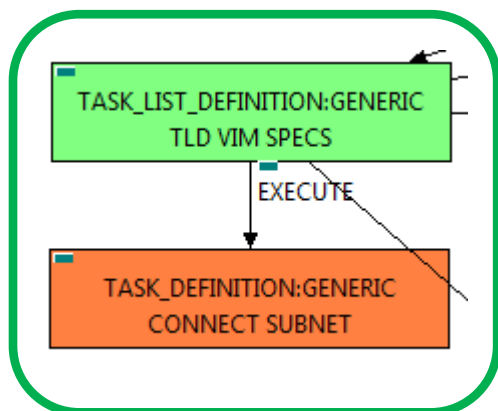 TASK_LIST_DEFINITION:GENERIC
TLD VIM SPECS
EXECUTE
TASK_DEFINITION:GENERIC
CONNECT SUBNET